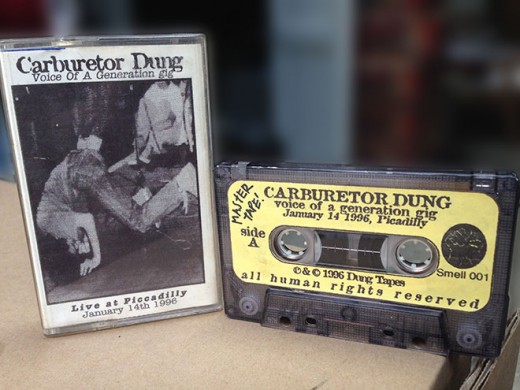 Carburetor Dung
Voice Of A Generation gig
Live at Piccadilly
January 14th 1996
MASTER
TAPE!
CARBURETOR DUNG
voice of a generation gig
January 14 1996, Picadilly
side
A
℗ & © 1996 Dung Tapes
Smell 001
all human rights reserved